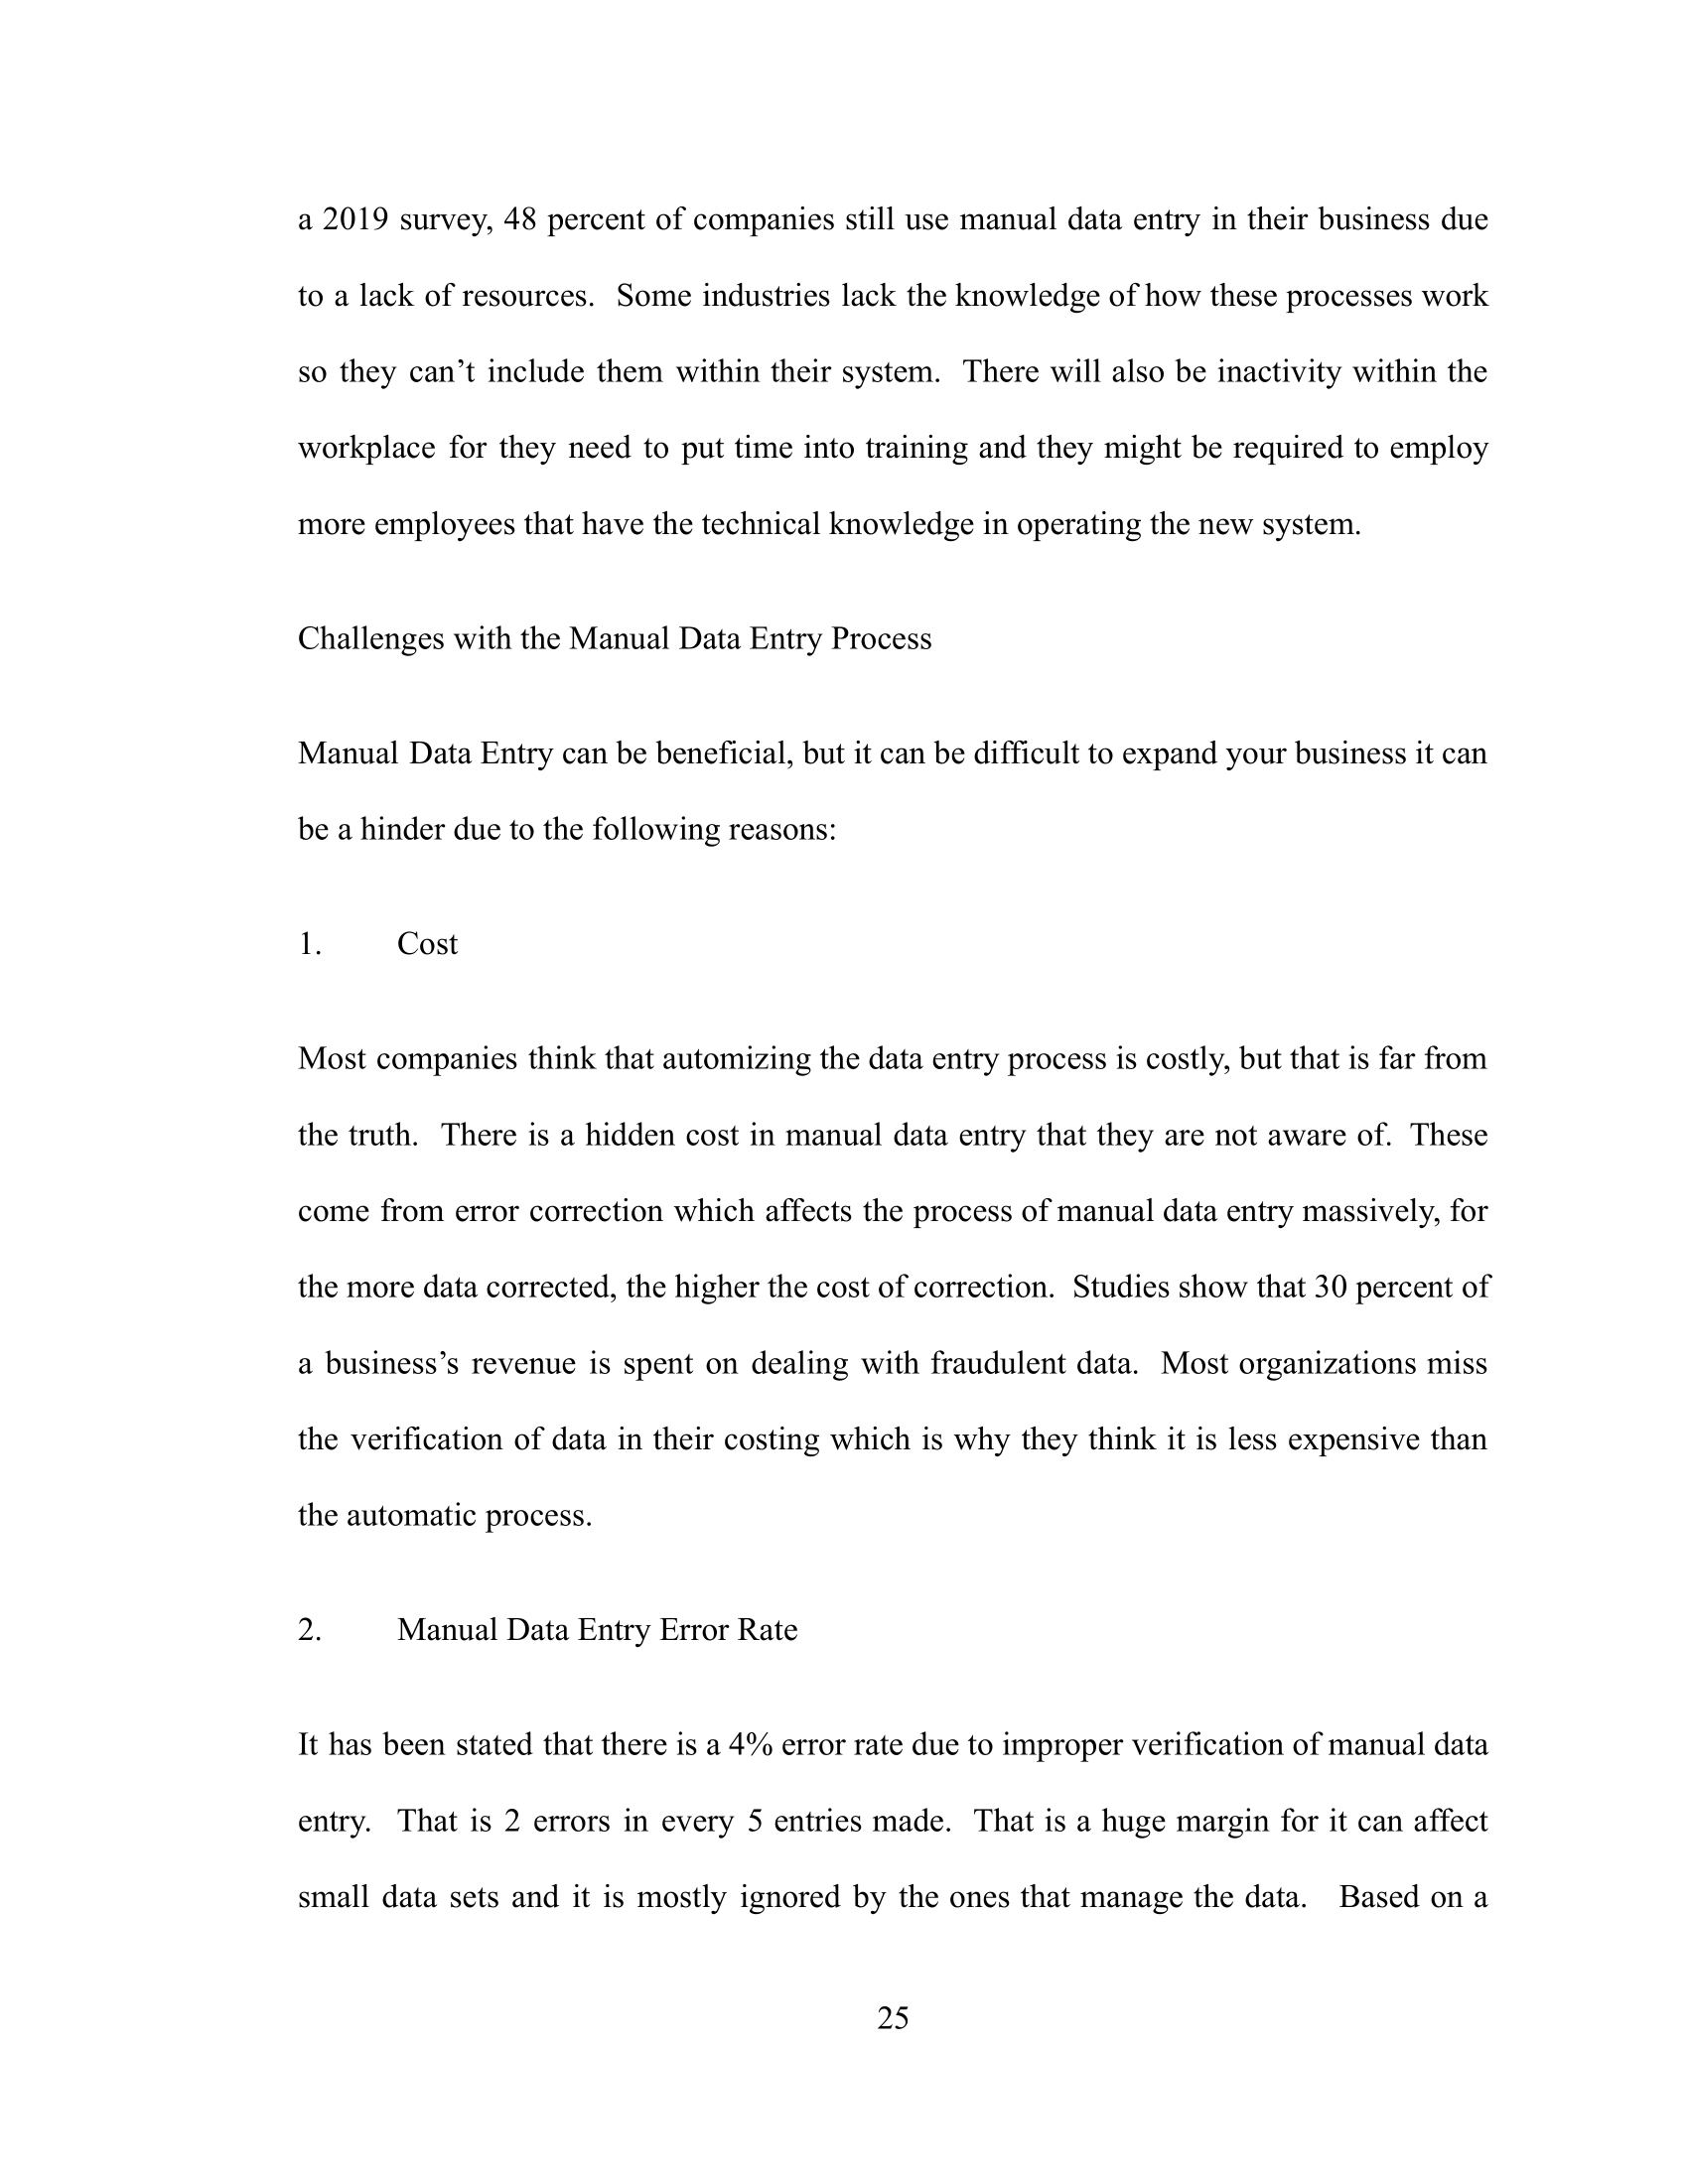 a 2019 survey, 48 percent of companies still use manual data entry in their business due
to a lack of resources.  Some industries lack the knowledge of how these processes work
so they can’t include them within their system.  There will also be inactivity within the
workplace for they need to put time into training and they might be required to employ
more employees that have the technical knowledge in operating the new system.
Challenges with the Manual Data Entry Process
Manual Data Entry can be beneficial, but it can be difficult to expand your business it can
be a hinder due to the following reasons:
1. Cost
Most companies think that automizing the data entry process is costly, but that is far from
the truth.  There is a hidden cost in manual data entry that they are not aware of.  These
come from error correction which affects the process of manual data entry massively, for
the more data corrected, the higher the cost of correction.  Studies show that 30 percent of
a business’s revenue is spent on dealing with fraudulent data.  Most organizations miss
the verification of data in their costing which is why they think it is less expensive than
the automatic process.
2. Manual Data Entry Error Rate
It has been stated that there is a 4% error rate due to improper verification of manual data
entry.  That is 2 errors in every 5 entries made.  That is a huge margin for it can affect
small data sets and it is mostly ignored by the ones that manage the data.  Based on a
25